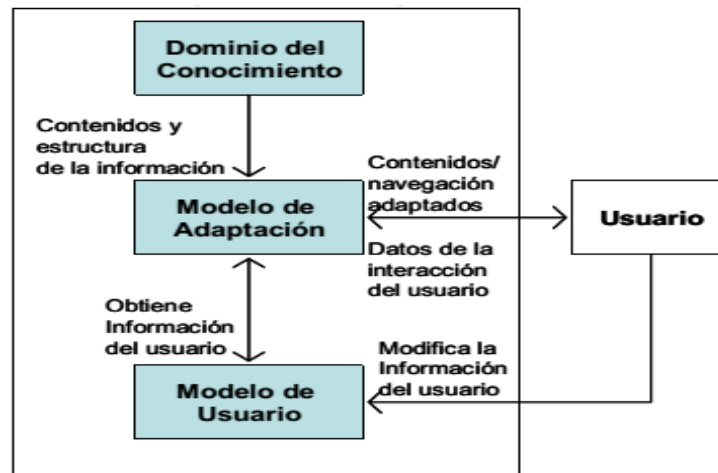 Dominio del
Conocimiento
Contenidos y
estructura
de la información
Contenidos/
navegación
adaptados
Modelo de
Adaptación
Usuario
Datos de la
interacción
del usuario
Obtiene
Información
del usuario
Modifica la
Información
del usuario
Modelo de
Usuario